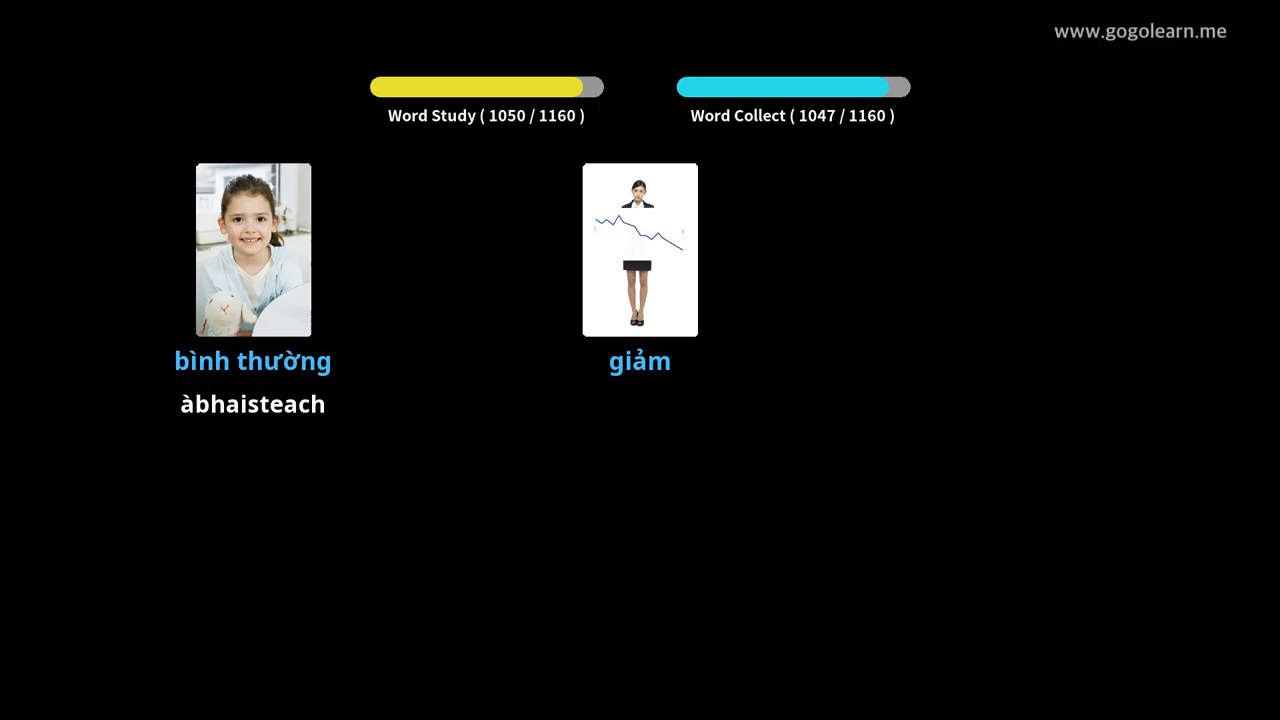 www.gogolearn.me
Word Study ( 1050 / 1160 )
Word Collect ( 1047 / 1160 )
bình thường
giảm
àbhaisteach